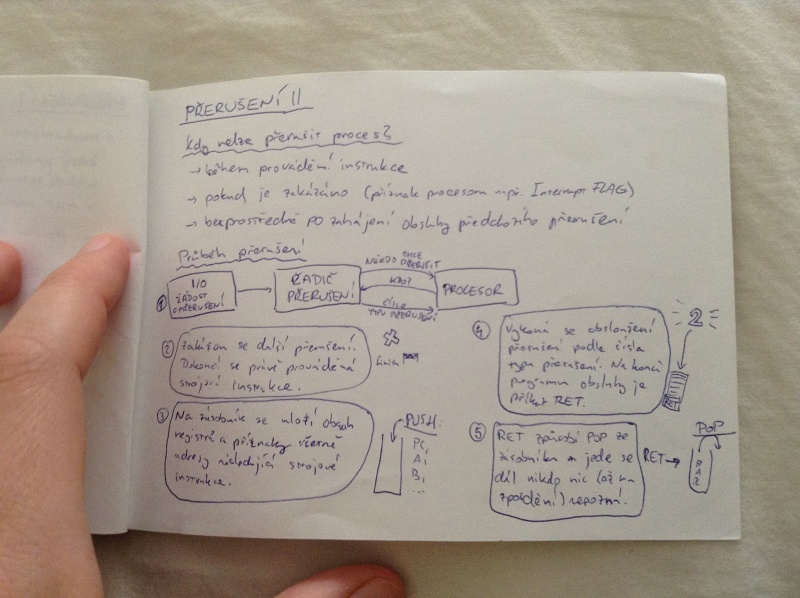 PŘERUŠENÍ II
Kdy nelze přerušit proces?
→ během provádění instrukce
→ pokud je zakázáno (příznak procesoru např. Interrupt FLAG)
→ bezprostředně po zahájení obsluhy předchozího přerušení
Průběh přerušení
1
I/O
ŽÁDOST
O PŘERUŠENÍ
ŘADIČ
PŘERUŠENÍ
NĚKDO CHCE
PŘERUŠIT
KDO?
ČÍSLO
TYPU PŘERUŠENÍ
PROCESOR
2
Zakážou se další přerušení.
Dokončí se právě prováděná
strojová instrukce.
finish
3
Na zásobník se uloží obsah
registrů a příznaky včetně
adresy následující strojové
instrukce.
PUSH:
PC,
A,
B,
...
4
Vykoná se obsloužení
přerušení podle čísla
typu přerušení. Na konci
programu obsluhy je
příkaz RET.
2
RET
5
RET způsobí POP ze
zásobníku a jede se
dál nikdo nic (až na
zpoždění) nepozná.
RET →
POP